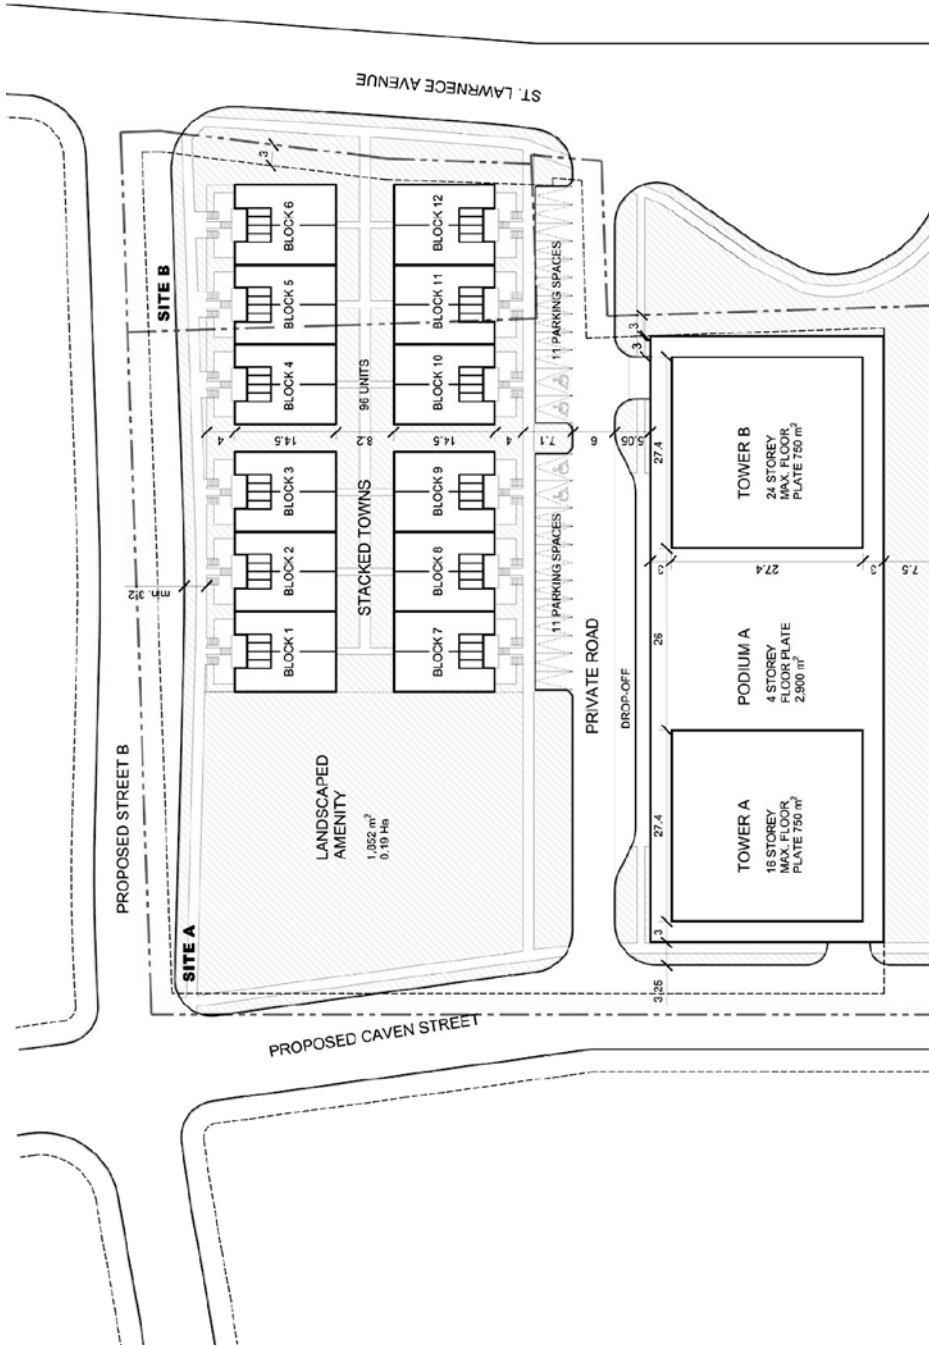 ST. LAWRNECE AVENUE
SITE B
3
BLOCK 6
BLOCK 12
BLOCK 5
BLOCK 11
BLOCK 4
BLOCK 10
96 UNITS
11 PARKING SPACES
3
3
4
14.5
8.2
14.5
4
7.1
6
5.05
27.4
TOWER B
24 STOREY
MAX. FLOOR
PLATE 750 m²
BLOCK 3
BLOCK 9
BLOCK 2
BLOCK 8
BLOCK 1
BLOCK 7
STACKED TOWNS
11 PARKING SPACES
min. 3.2
3
27.4
3
7.5
26
PODIUM A
4 STOREY
FLOOR PLATE
2,900 m²
PRIVATE ROAD
DROP-OFF
PROPOSED STREET B
LANDSCAPED
AMENITY
0.19 Ha
27.4
TOWER A
STOREY
MAX. FLOOR
PLATE 750 m²
SITE A
3
3.25
PROPOSED CAVEN STREET